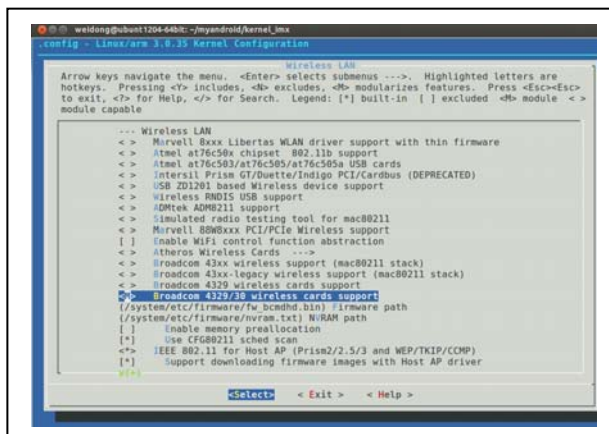 weidong@ubunt1204-64bit: ~/myandroid/kernel_imx
.config - Linux/arm 3.0.35 Kernel Configuration
Wireless LAN
Arrow keys navigate the menu. <Enter> selects submenus --->. Highlighted letters are
hotkeys. Pressing <Y> includes, <N> excludes, <M> modularizes features. Press <Esc><Esc>
to exit, <?> for Help, </> for Search. Legend: [*] built-in [ ] excluded <M> module < >
module capable
--- Wireless LAN
< > Marvell 8xxx Libertas WLAN driver support with thin firmware
< > Atmel at76c50x chipset 802.11b support
< > Atmel at76c503/at76c505/at76c505a USB cards
< > Intersil Prism GT/Duette/Indigo PCI/Cardbus (DEPRECATED)
< > USB ZD1201 based Wireless device support
< > Wireless RNDIS USB support
< > ADMtek ADM8211 support
< > Simulated radio testing tool for mac80211
< > Marvell 88W8xxx PCI/PCIe Wireless support
[ ] Enable WiFi control function abstraction
< > Atheros Wireless Cards --->
< > Broadcom 43xx wireless support (mac80211 stack)
< > Broadcom 43xx-legacy wireless support (mac80211 stack)
< > Broadcom 4329 wireless cards support
<M> Broadcom 4329/30 wireless cards support
(/system/etc/firmware/fw_bcmdhd.bin) Firmware path
(/system/etc/firmware/nvram.txt) NVRAM path
[ ] Enable memory preallocation
[*] Use CFG80211 sched scan
<*> IEEE 802.11 for Host AP (Prism2/2.5/3 and WEP/TKIP/CCMP)
[*] Support downloading firmware images with Host AP driver
<Select> < Exit > < Help >